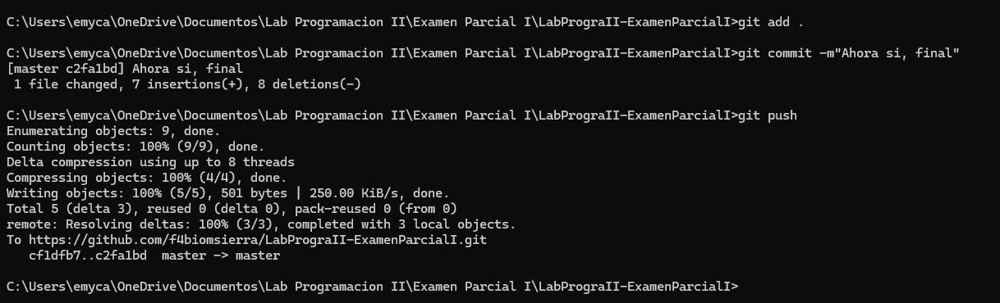 C:\Users\emyca\OneDrive\Documentos\Lab Programacion II\Examen Parcial I\LabPrograII-ExamenParcialI>git add .
C:\Users\emyca\OneDrive\Documentos\Lab Programacion II\Examen Parcial I\LabPrograII-ExamenParcialI>git commit -m"Ahora si, final"
[master c2fa1bd] Ahora si, final
 1 file changed, 7 insertions(+), 8 deletions(-)
C:\Users\emyca\OneDrive\Documentos\Lab Programacion II\Examen Parcial I\LabPrograII-ExamenParcialI>git push
Enumerating objects: 9, done.
Counting objects: 100% (9/9), done.
Delta compression using up to 8 threads
Compressing objects: 100% (4/4), done.
Writing objects: 100% (5/5), 501 bytes | 250.00 KiB/s, done.
Total 5 (delta 3), reused 0 (delta 0), pack-reused 0 (from 0)
remote: Resolving deltas: 100% (3/3), completed with 3 local objects.
To https://github.com/f4biomsierra/LabPrograII-ExamenParcialI.git
   cf1dfb7..c2fa1bd  master -> master
C:\Users\emyca\OneDrive\Documentos\Lab Programacion II\Examen Parcial I\LabPrograII-ExamenParcialI>